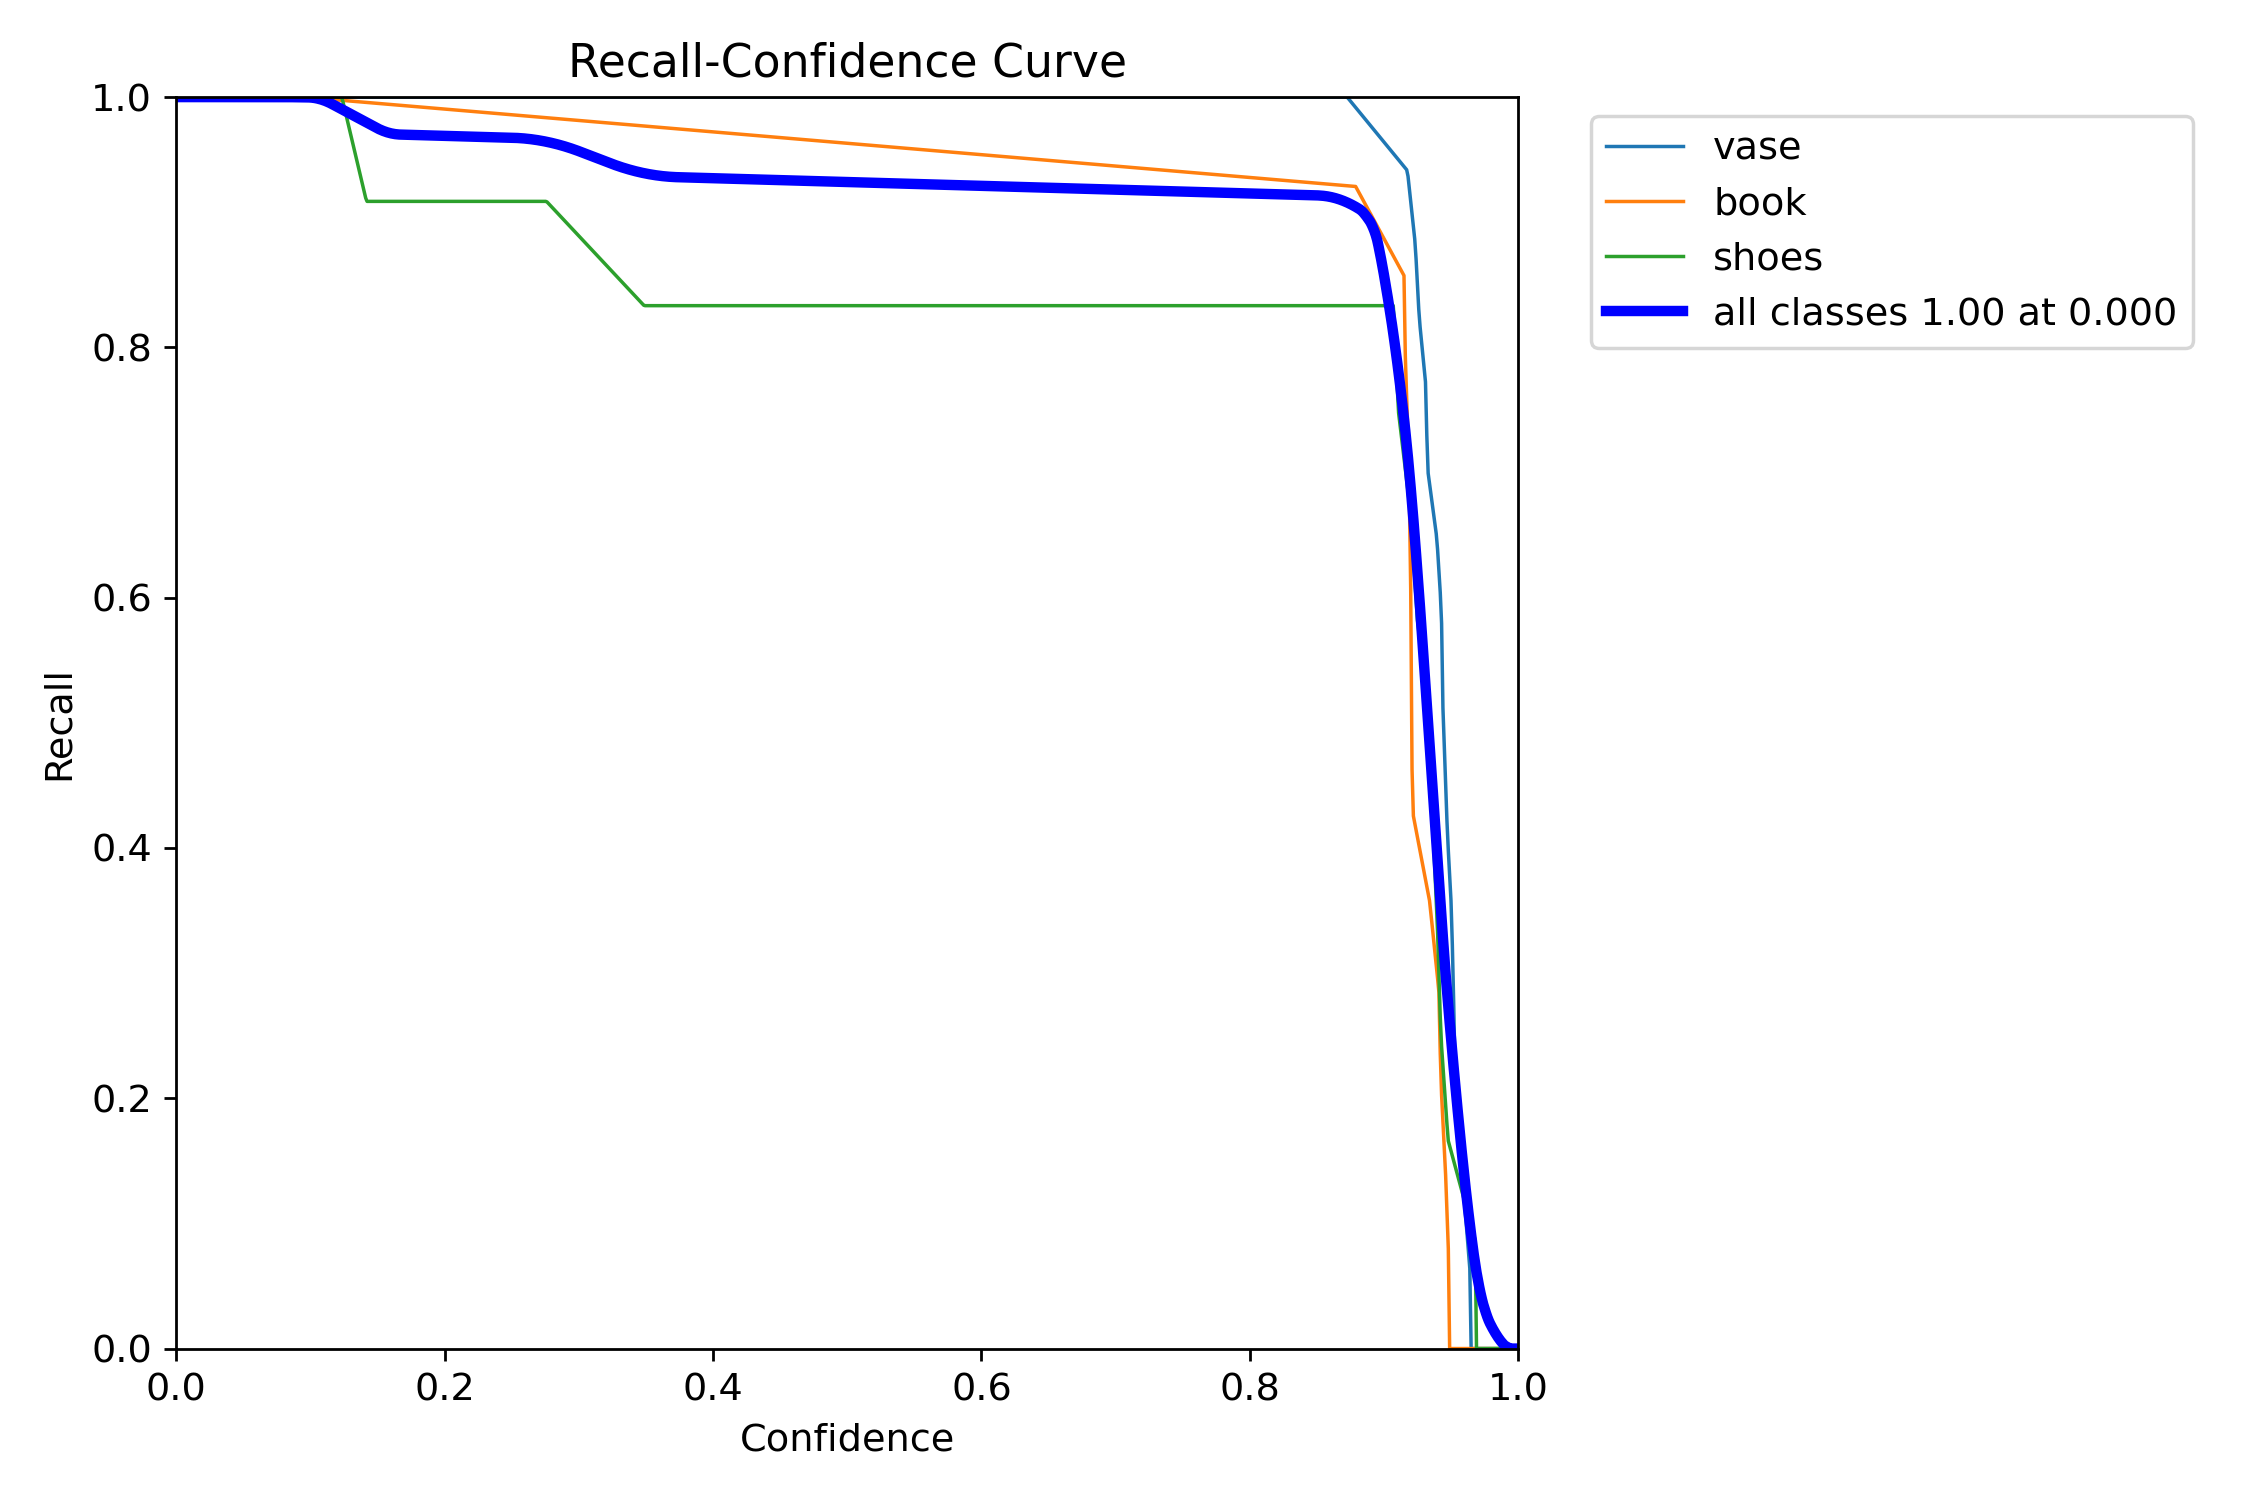 Recall-Confidence Curve
1.0
0.8
0.6
0.4
0.2
0.0
Recall
0.0 0.2 0.4 0.6 0.8 1.0
Confidence
vase
book
shoes
all classes 1.00 at 0.000